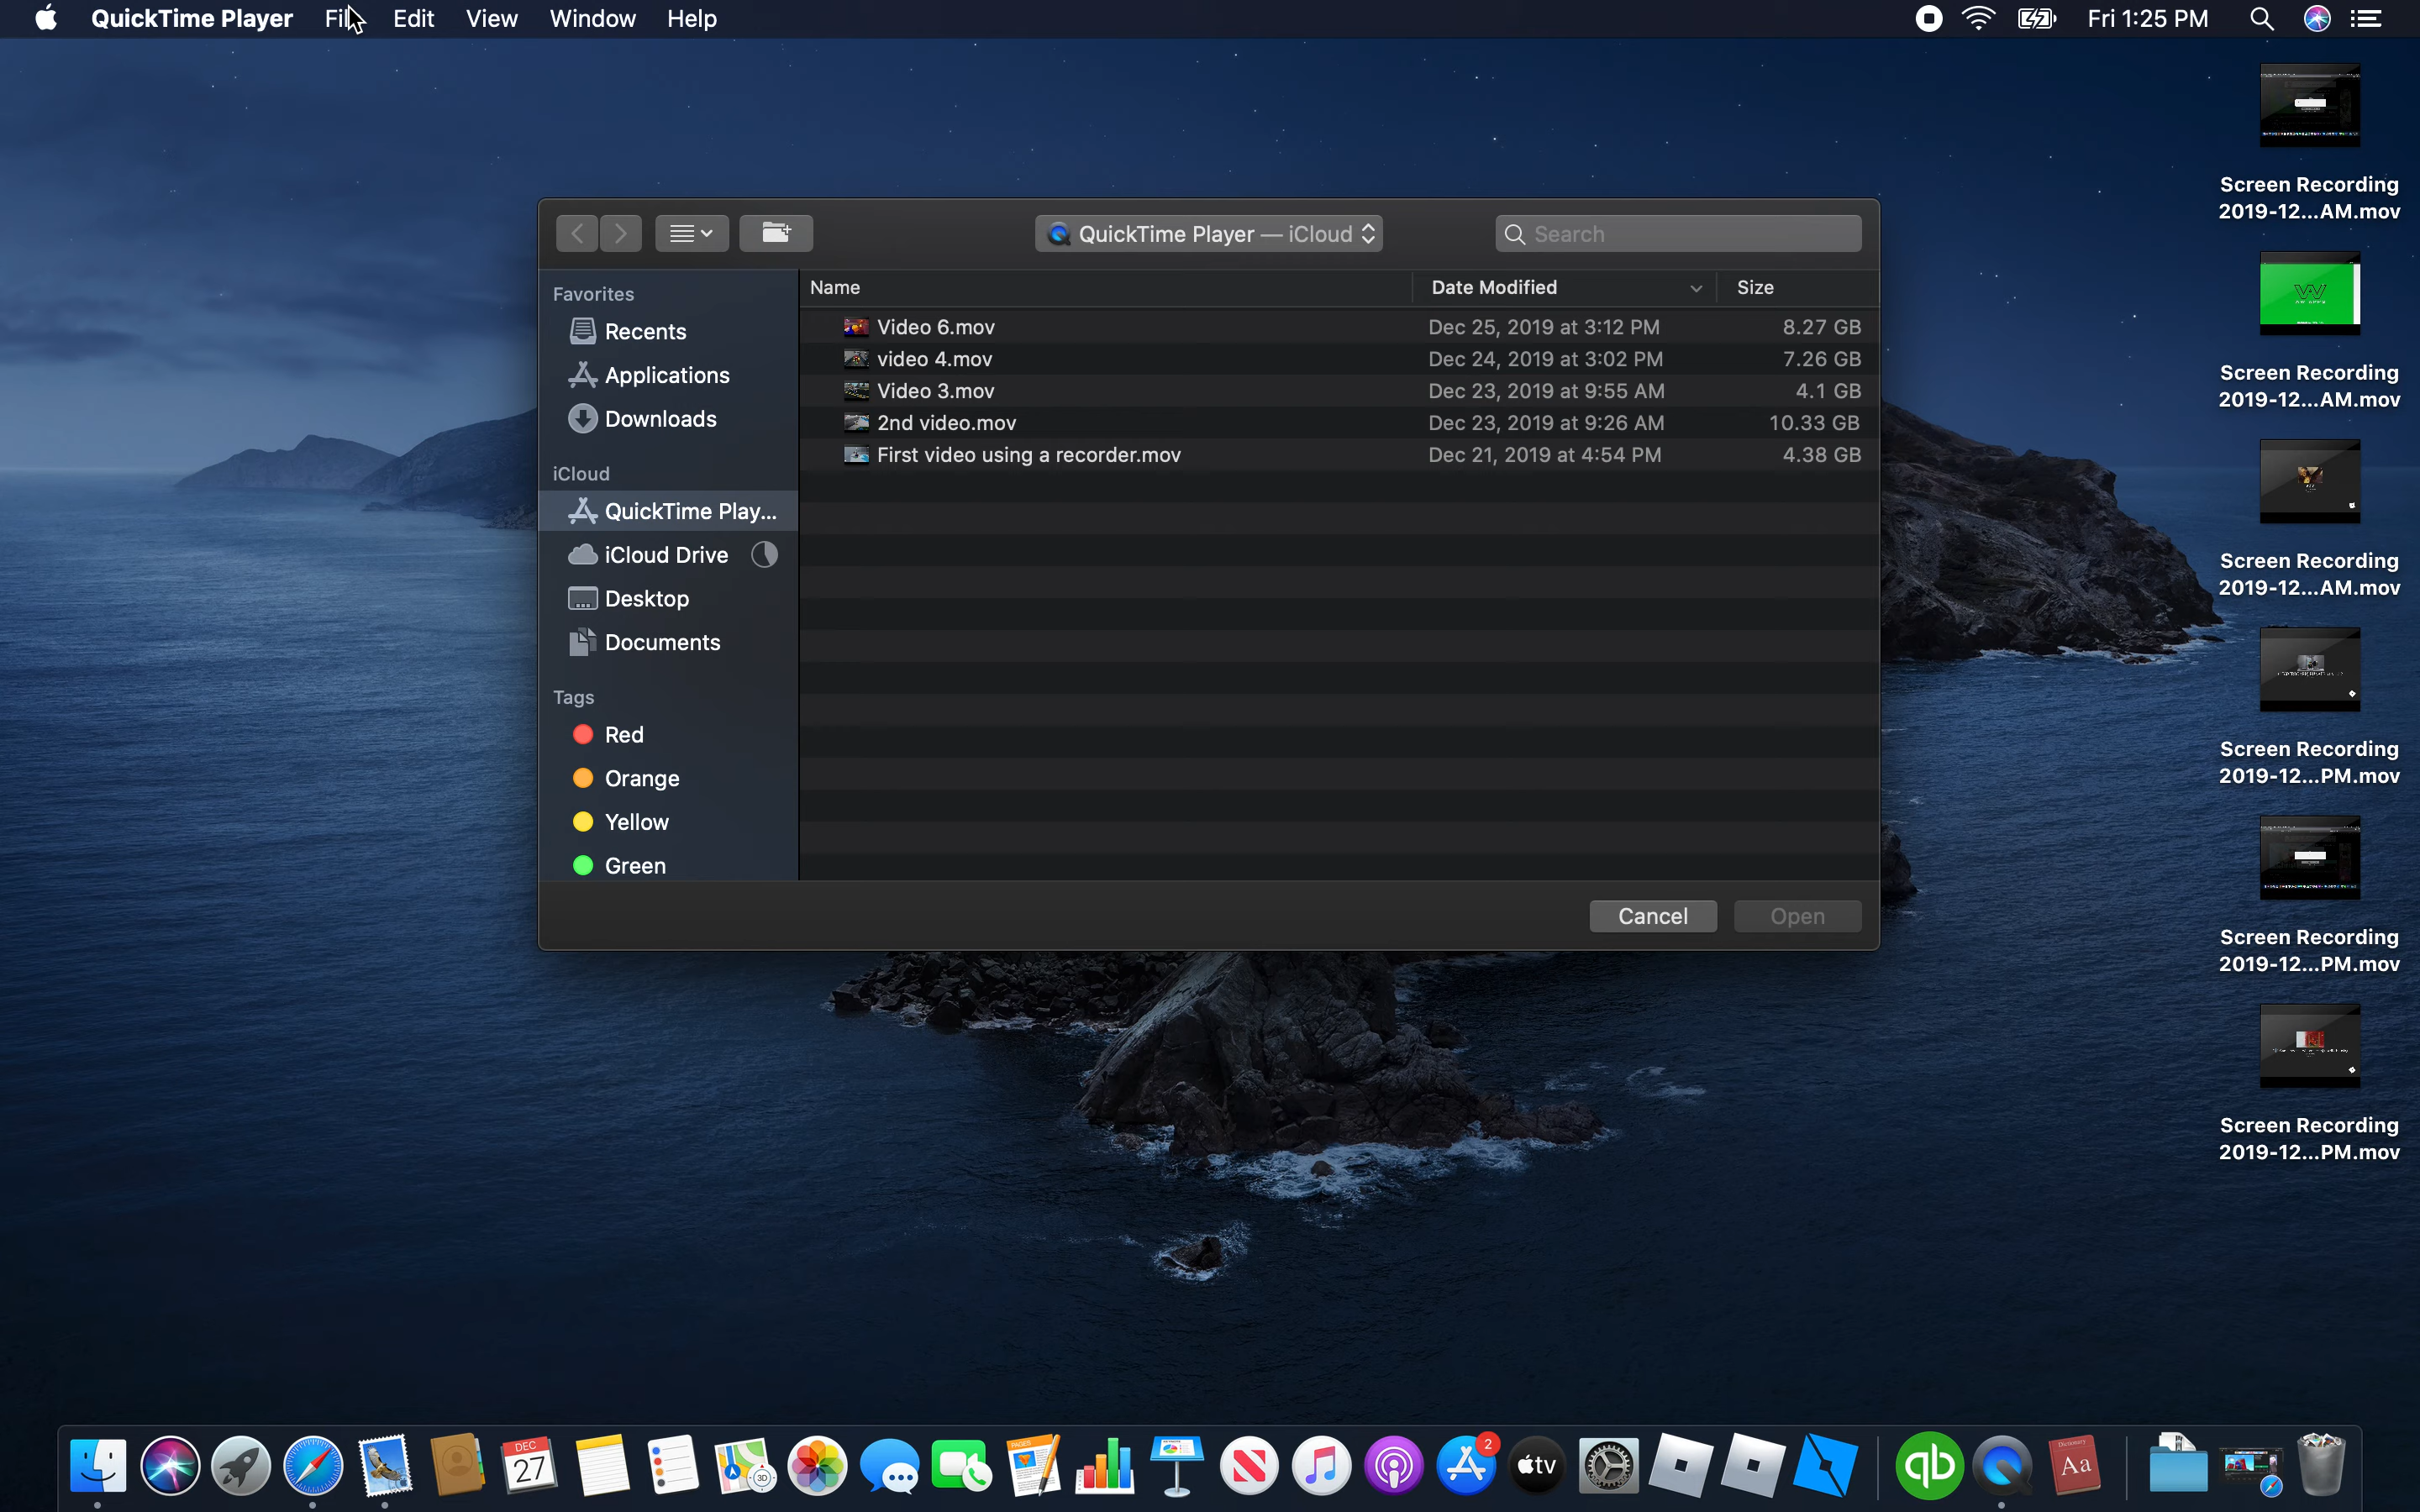 QuickTime Player File Edit View Window Help Fri 1:25 PM
QuickTime Player — iCloud Search
Favorites
Recents
Applications
Downloads
iCloud
QuickTime Play...
iCloud Drive
Desktop
Documents
Tags
Red
Orange
Yellow
Green
Name Date Modified Size
Video 6.mov Dec 25, 2019 at 3:12 PM 8.27 GB
video 4.mov Dec 24, 2019 at 3:02 PM 7.26 GB
Video 3.mov Dec 23, 2019 at 9:55 AM 4.1 GB
2nd video.mov Dec 23, 2019 at 9:26 AM 10.33 GB
First video using a recorder.mov Dec 21, 2019 at 4:54 PM 4.38 GB
Cancel Open
Screen Recording
2019-12...AM.mov
Screen Recording
2019-12...AM.mov
Screen Recording
2019-12...AM.mov
Screen Recording
2019-12...PM.mov
Screen Recording
2019-12...PM.mov
Screen Recording
2019-12...PM.mov
DEC
27
3D
PAGES
2
tv
qb
Dictionary
Aa